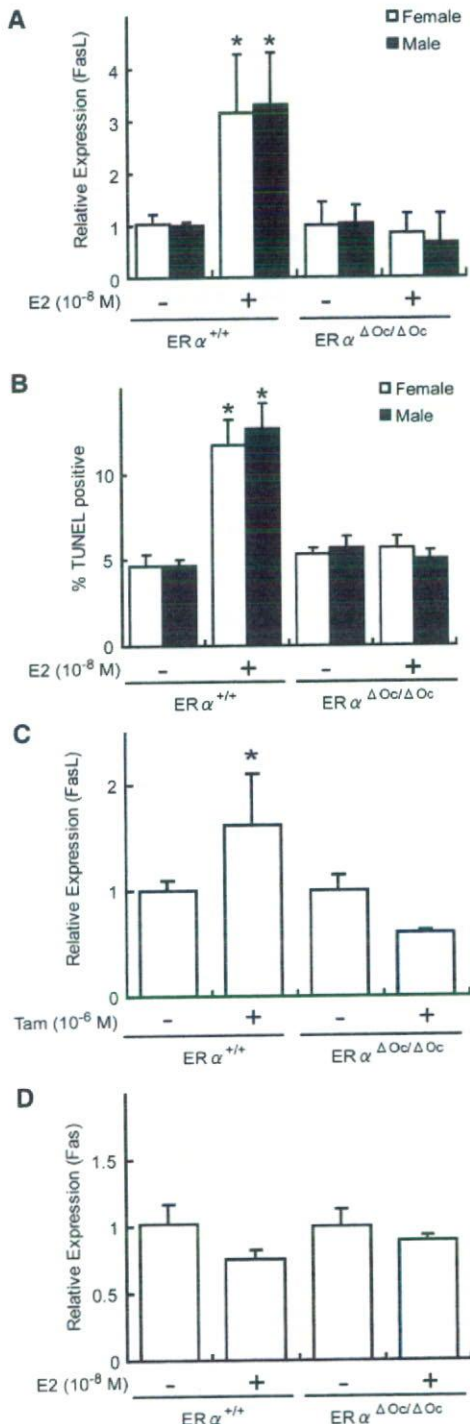 A
Female
Male
* *
Relative Expression (FasL)
4
3
2
1
0
E2 (10⁻⁸ M) - + - +
ERα⁺/⁺ ERα^ΔOc/ΔOc
B
Female
Male
* *
% TUNEL positive
10
5
0
E2 (10⁻⁸ M) - + - +
ERα⁺/⁺ ERα^ΔOc/ΔOc
C
*
Relative Expression (FasL)
2
1
0
Tam (10⁻⁶ M) - + - +
ERα⁺/⁺ ERα^ΔOc/ΔOc
D
Relative Expression (Fas)
1.5
1
0.5
0
E2 (10⁻⁸ M) - + - +
ERα⁺/⁺ ERα^ΔOc/ΔOc